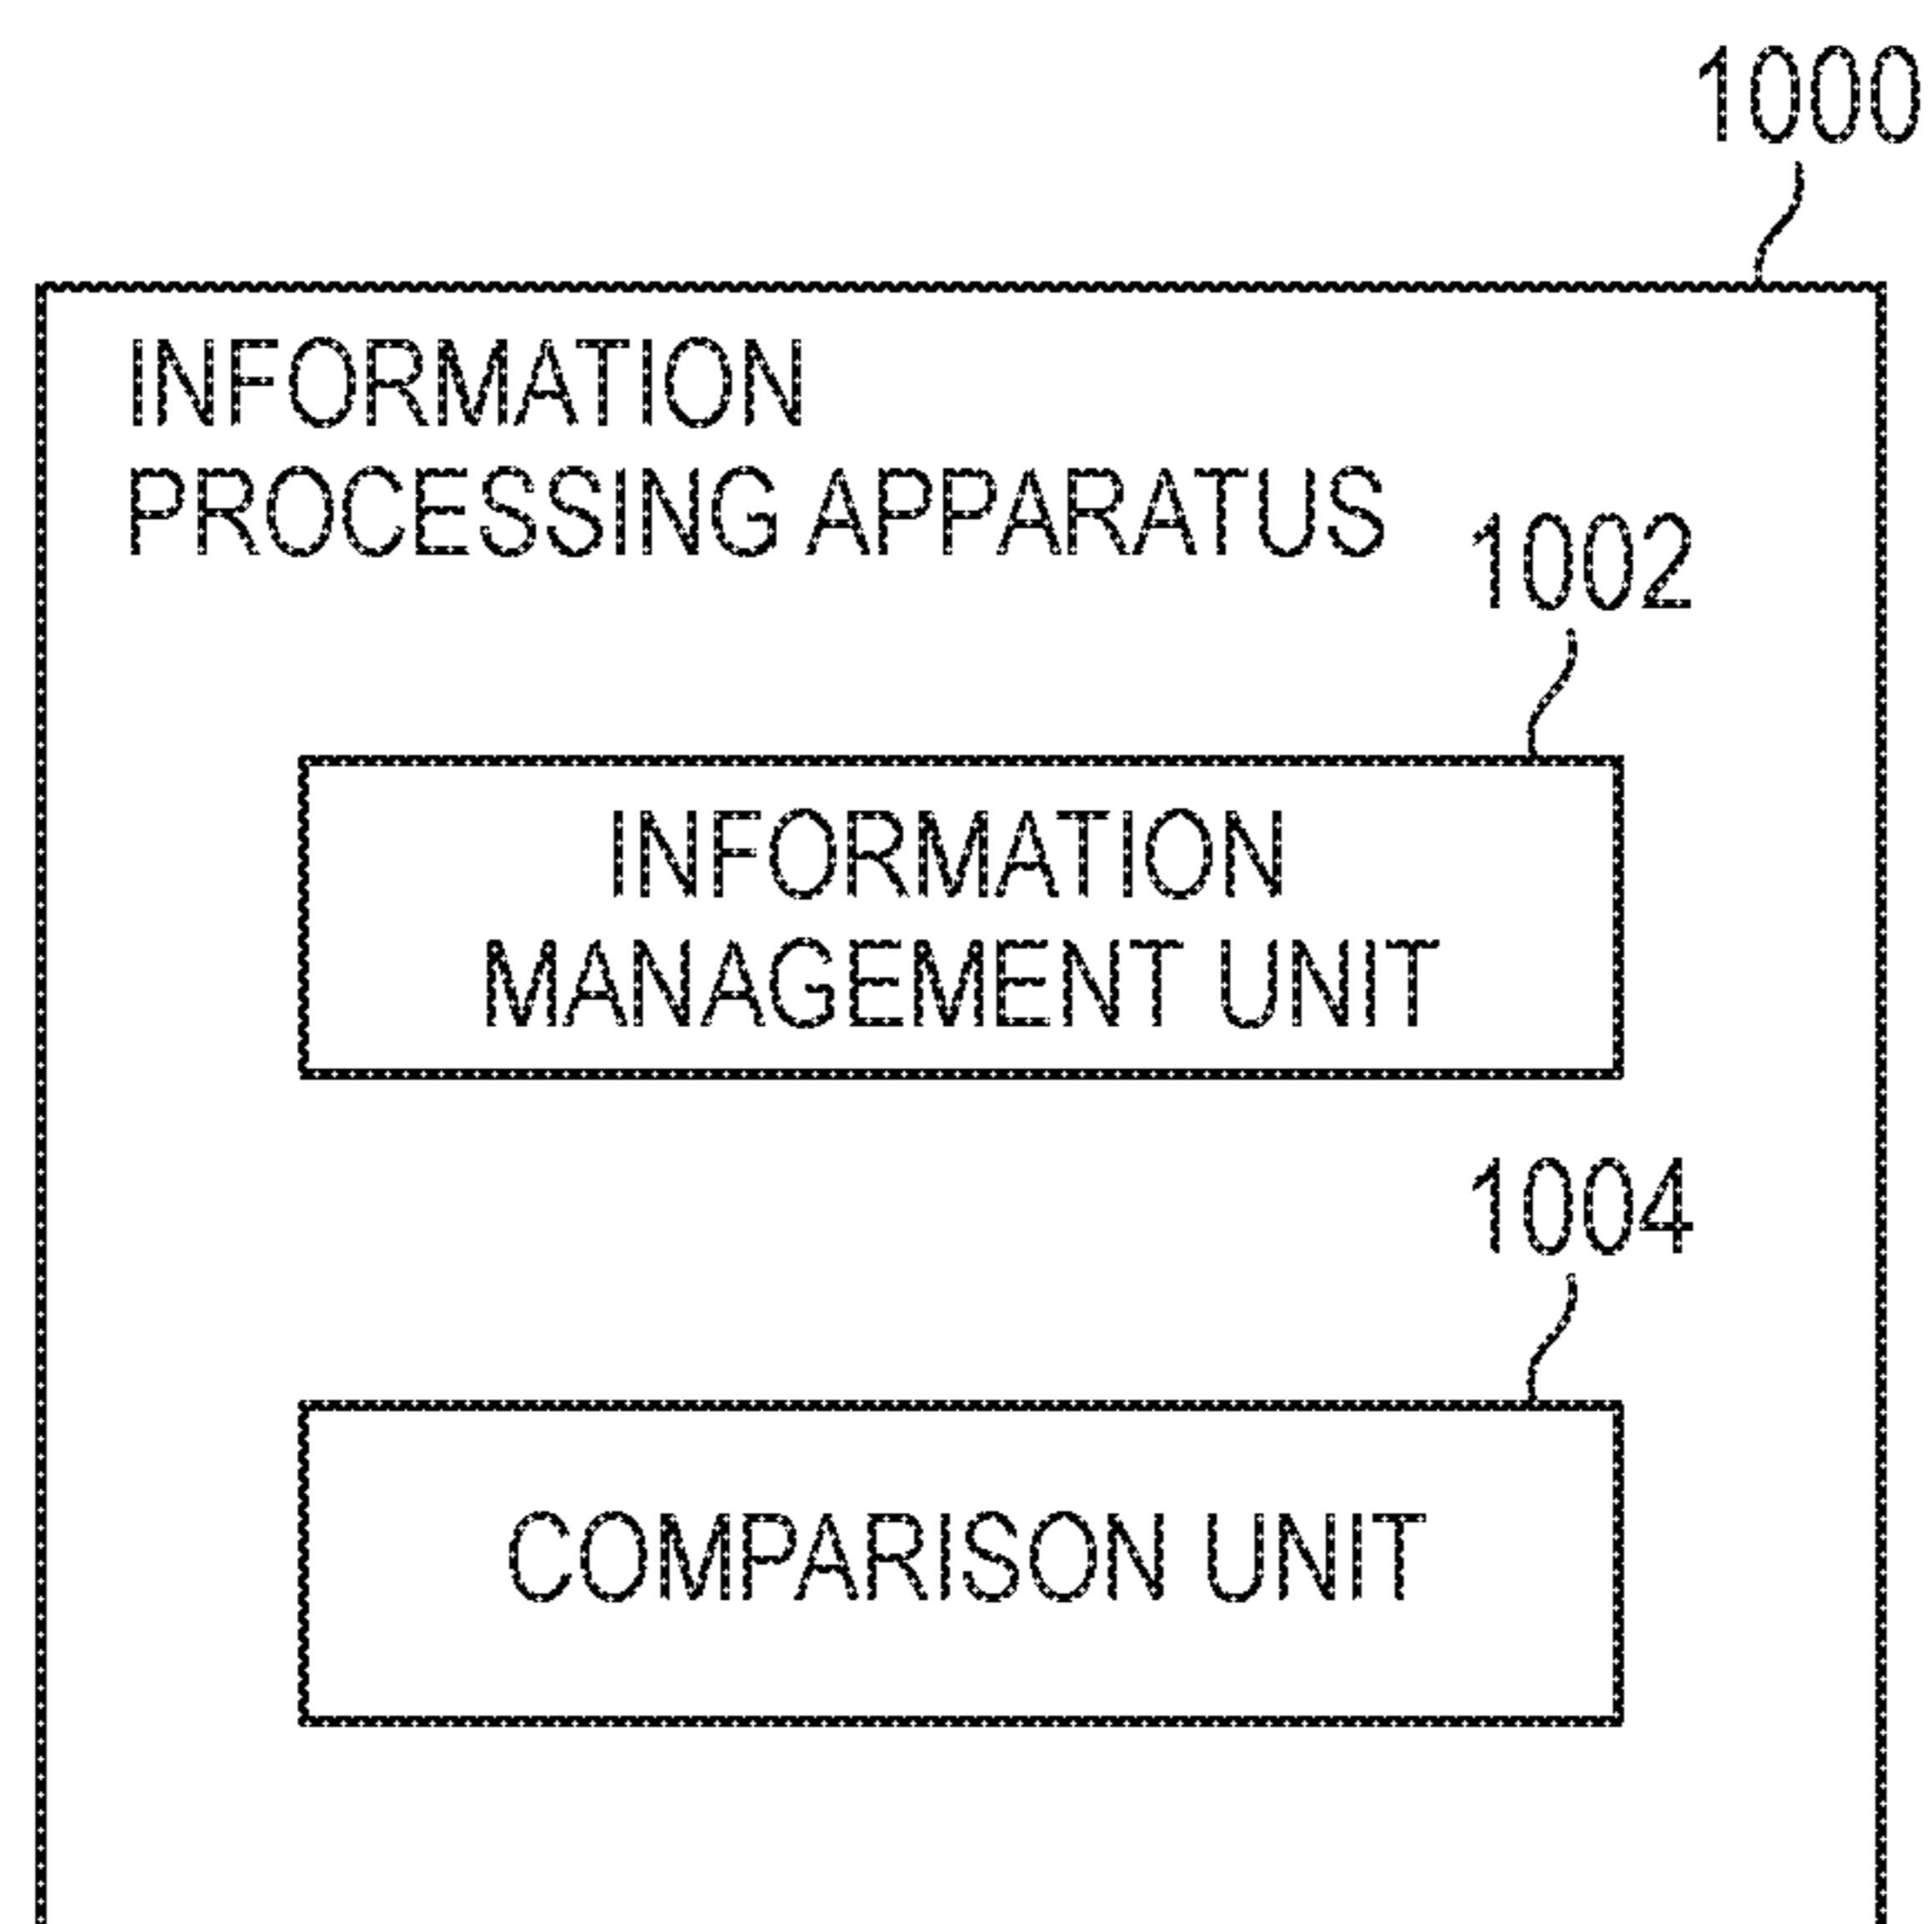 1000
INFORMATION
PROCESSING APPARATUS
1002
INFORMATION
MANAGEMENT UNIT
1004
COMPARISON UNIT